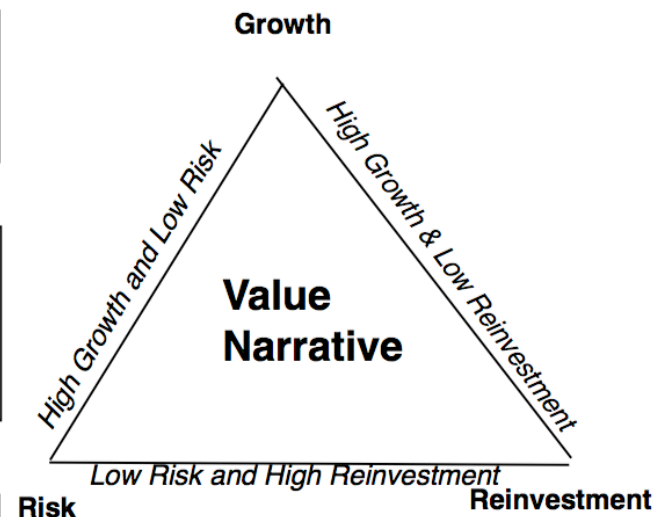 Growth
High Growth and Low Risk
High Growth & Low Reinvestment
Value
Narrative
Low Risk and High Reinvestment
Risk
Reinvestment